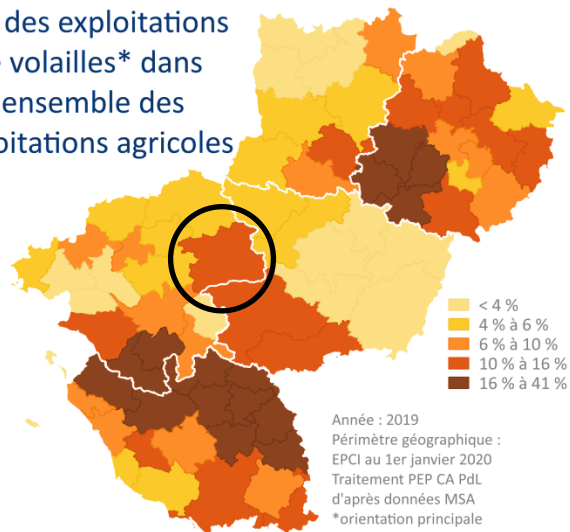 des exploitations
volailles* dans
ensemble des
oitations agricoles
< 4 %
4 % à 6 %
6 % à 10 %
10 % à 16 %
16 % à 41 %
Année : 2019
Périmètre géographique :
EPCI au 1er janvier 2020
Traitement PEP CA PdL
d'après données MSA
*orientation principale